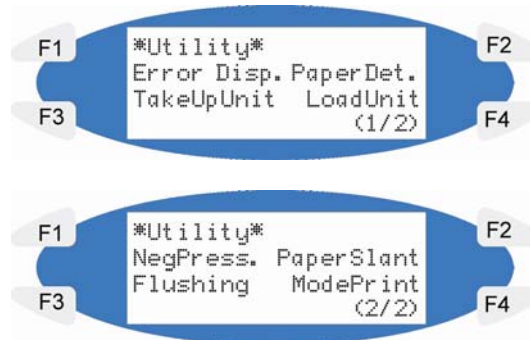 F1
F2
*Utility*
Error Disp. PaperDet.
TakeUpUnit LoadUnit
(1/2)
F3
F4
F1
F2
*Utility*
NegPress. PaperSlant
Flushing ModePrint
(2/2)
F3
F4